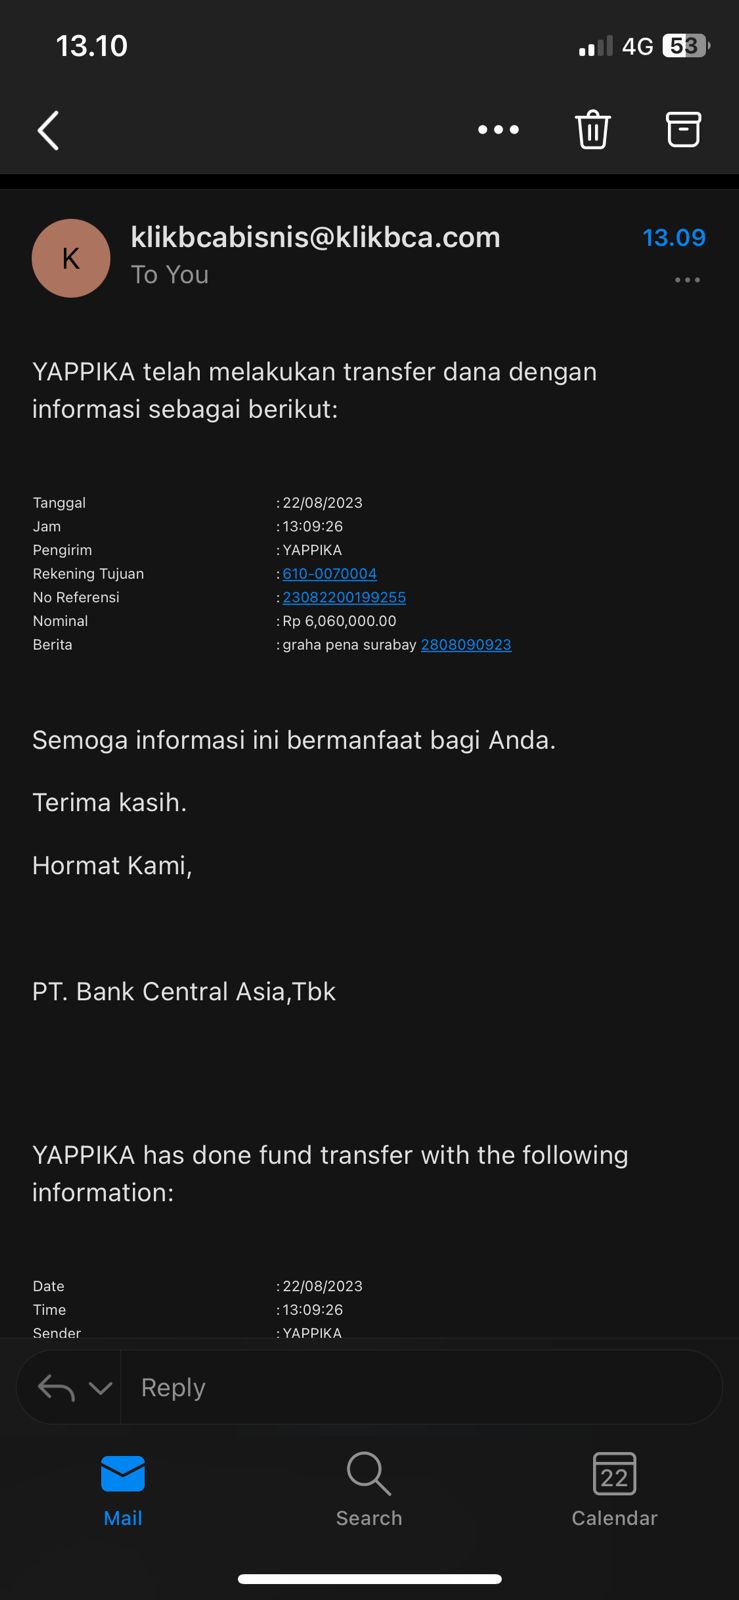 13.10
4G 53
klikbcabisnis@klikbca.com
13.09
K
To You
YAPPIKA telah melakukan transfer dana dengan
informasi sebagai berikut:
Tanggal : 22/08/2023
Jam : 13:09:26
Pengirim : YAPPIKA
Rekening Tujuan : 610-0070004
No Referensi : 23082200199255
Nominal : Rp 6,060,000.00
Berita : graha pena surabay 2808090923
Semoga informasi ini bermanfaat bagi Anda.
Terima kasih.
Hormat Kami,
PT. Bank Central Asia,Tbk
YAPPIKA has done fund transfer with the following
information:
Date : 22/08/2023
Time : 13:09:26
Sender : YAPPIKA
Reply
22
Mail Search Calendar